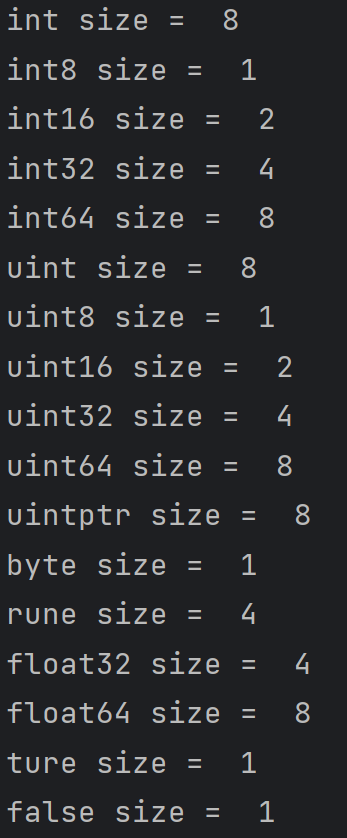 int size =  8
int8 size =  1
int16 size =  2
int32 size =  4
int64 size =  8
uint size =  8
uint8 size =  1
uint16 size =  2
uint32 size =  4
uint64 size =  8
uintptr size =  8
byte size =  1
rune size =  4
float32 size =  4
float64 size =  8
ture size =  1
false size =  1